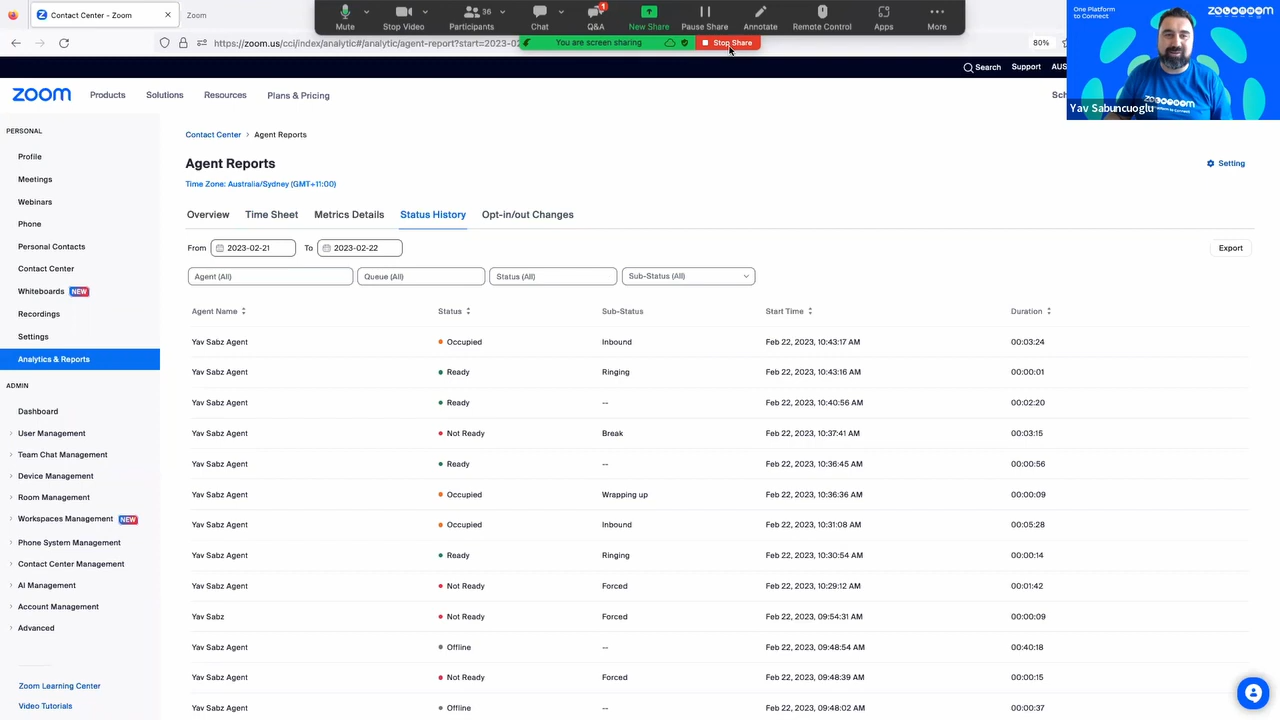 Contact Center - Zoom
Zoom
Mute
Stop Video
36
Participants
Chat
1
Q&A
New Share
Pause Share
Annotate
Remote Control
Apps
More
You are screen sharing
Stop Share
https://zoom.us/cci/index/analytic#/analytic/agent-report?start=2023-02
80%
One Platform
to Connect
Yav Sabuncuoglu
Search
Support
AUS
zoom
Products
Solutions
Resources
Plans & Pricing
Sch
PERSONAL
Profile
Meetings
Webinars
Phone
Personal Contacts
Contact Center
Whiteboards NEW
Recordings
Settings
Analytics & Reports
ADMIN
Dashboard
User Management
Team Chat Management
Device Management
Room Management
Workspaces Management NEW
Phone System Management
Contact Center Management
AI Management
Account Management
Advanced
Zoom Learning Center
Video Tutorials
Contact Center > Agent Reports
Agent Reports
Setting
Time Zone: Australia/Sydney (GMT+11:00)
Overview Time Sheet Metrics Details Status History Opt-in/out Changes
From 2023-02-21 To 2023-02-22
Export
Agent (All) Queue (All) Status (All) Sub-Status (All)
Agent Name Status Sub-Status Start Time Duration
Yav Sabz Agent Occupied Inbound Feb 22, 2023, 10:43:17 AM 00:03:24
Yav Sabz Agent Ready Ringing Feb 22, 2023, 10:43:16 AM 00:00:01
Yav Sabz Agent Ready -- Feb 22, 2023, 10:40:56 AM 00:02:20
Yav Sabz Agent Not Ready Break Feb 22, 2023, 10:37:41 AM 00:03:15
Yav Sabz Agent Ready -- Feb 22, 2023, 10:36:45 AM 00:00:56
Yav Sabz Agent Occupied Wrapping up Feb 22, 2023, 10:36:36 AM 00:00:09
Yav Sabz Agent Occupied Inbound Feb 22, 2023, 10:31:08 AM 00:05:28
Yav Sabz Agent Ready Ringing Feb 22, 2023, 10:30:54 AM 00:00:14
Yav Sabz Agent Not Ready Forced Feb 22, 2023, 10:29:12 AM 00:01:42
Yav Sabz Not Ready Forced Feb 22, 2023, 09:54:31 AM 00:00:09
Yav Sabz Agent Offline -- Feb 22, 2023, 09:48:54 AM 00:40:18
Yav Sabz Agent Not Ready Forced Feb 22, 2023, 09:48:39 AM 00:00:15
Yav Sabz Agent Offline -- Feb 22, 2023, 09:48:02 AM 00:00:37